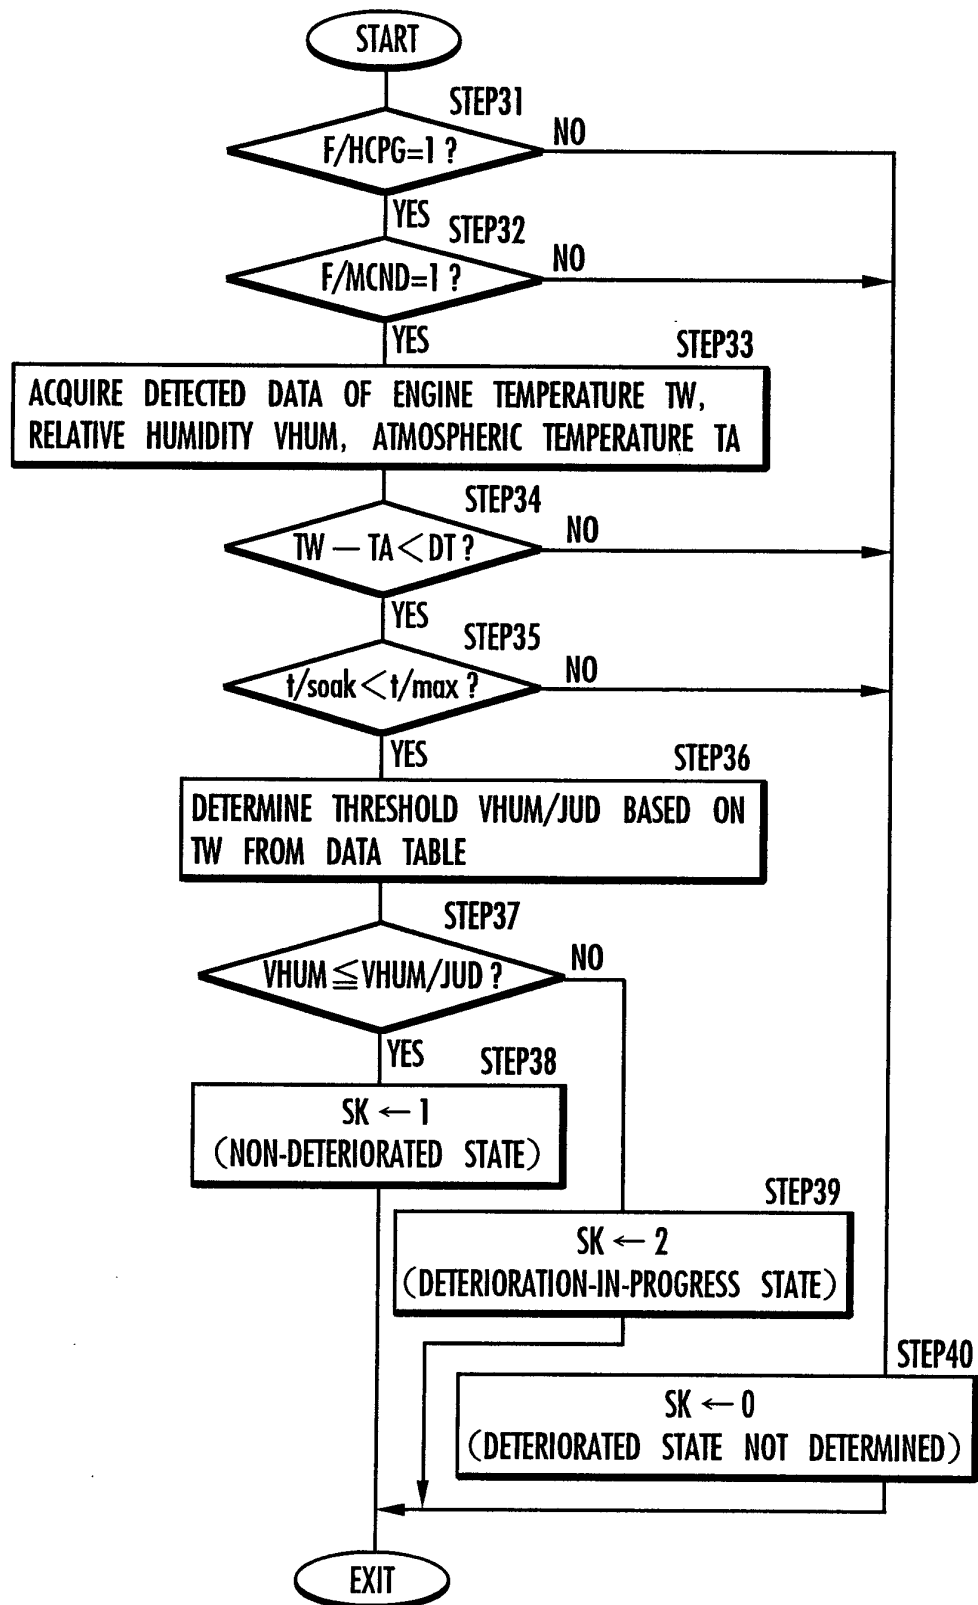 START
STEP31
F/HCPG=1 ?
NO
YES
STEP32
F/MCND=1 ?
NO
YES
STEP33
ACQUIRE DETECTED DATA OF ENGINE TEMPERATURE TW,
RELATIVE HUMIDITY VHUM, ATMOSPHERIC TEMPERATURE TA
STEP34
TW — TA < DT ?
NO
YES
STEP35
t/soak < t/max ?
NO
YES
STEP36
DETERMINE THRESHOLD VHUM/JUD BASED ON
TW FROM DATA TABLE
STEP37
VHUM ≦ VHUM/JUD ?
NO
YES
STEP38
SK ← 1
(NON-DETERIORATED STATE)
STEP39
SK ← 2
(DETERIORATION-IN-PROGRESS STATE)
STEP40
SK ← 0
(DETERIORATED STATE NOT DETERMINED)
EXIT